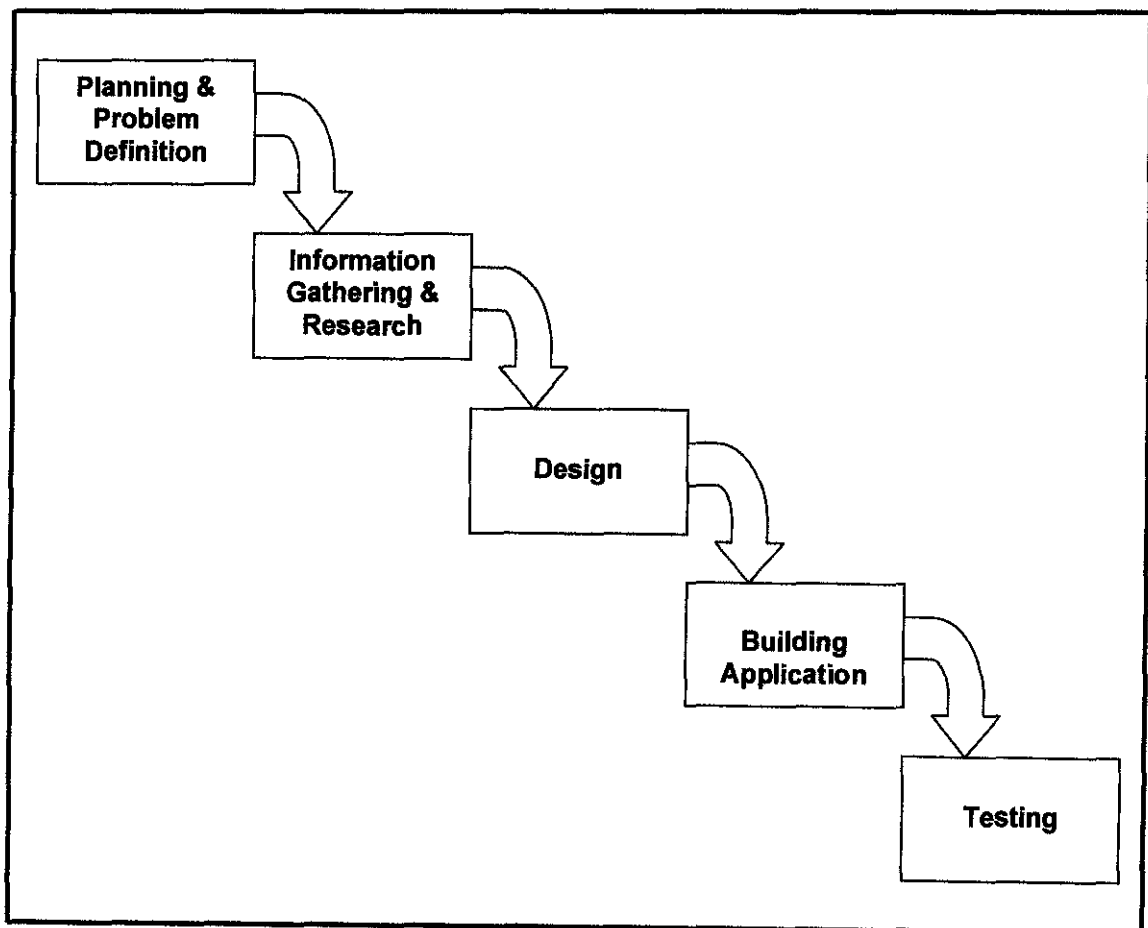 Planning &
Problem
Definition
Information
Gathering &
Research
Design
Building
Application
Testing